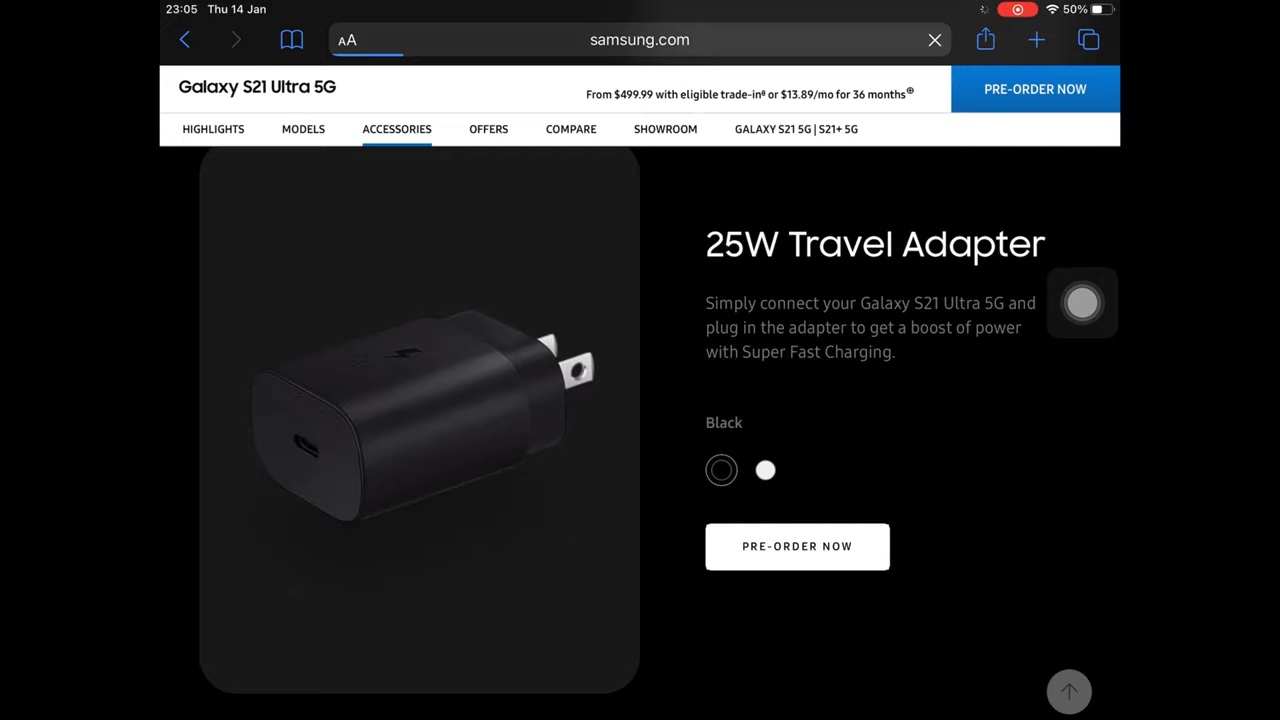 23:05 Thu 14 Jan
50%
AA
samsung.com
Galaxy S21 Ultra 5G
From $499.99 with eligible trade-in⁰ or $13.89/mo for 36 months⊕
PRE-ORDER NOW
HIGHLIGHTS MODELS ACCESSORIES OFFERS COMPARE SHOWROOM GALAXY S21 5G | S21+ 5G
25W Travel Adapter
Simply connect your Galaxy S21 Ultra 5G and
plug in the adapter to get a boost of power
with Super Fast Charging.
Black
PRE-ORDER NOW